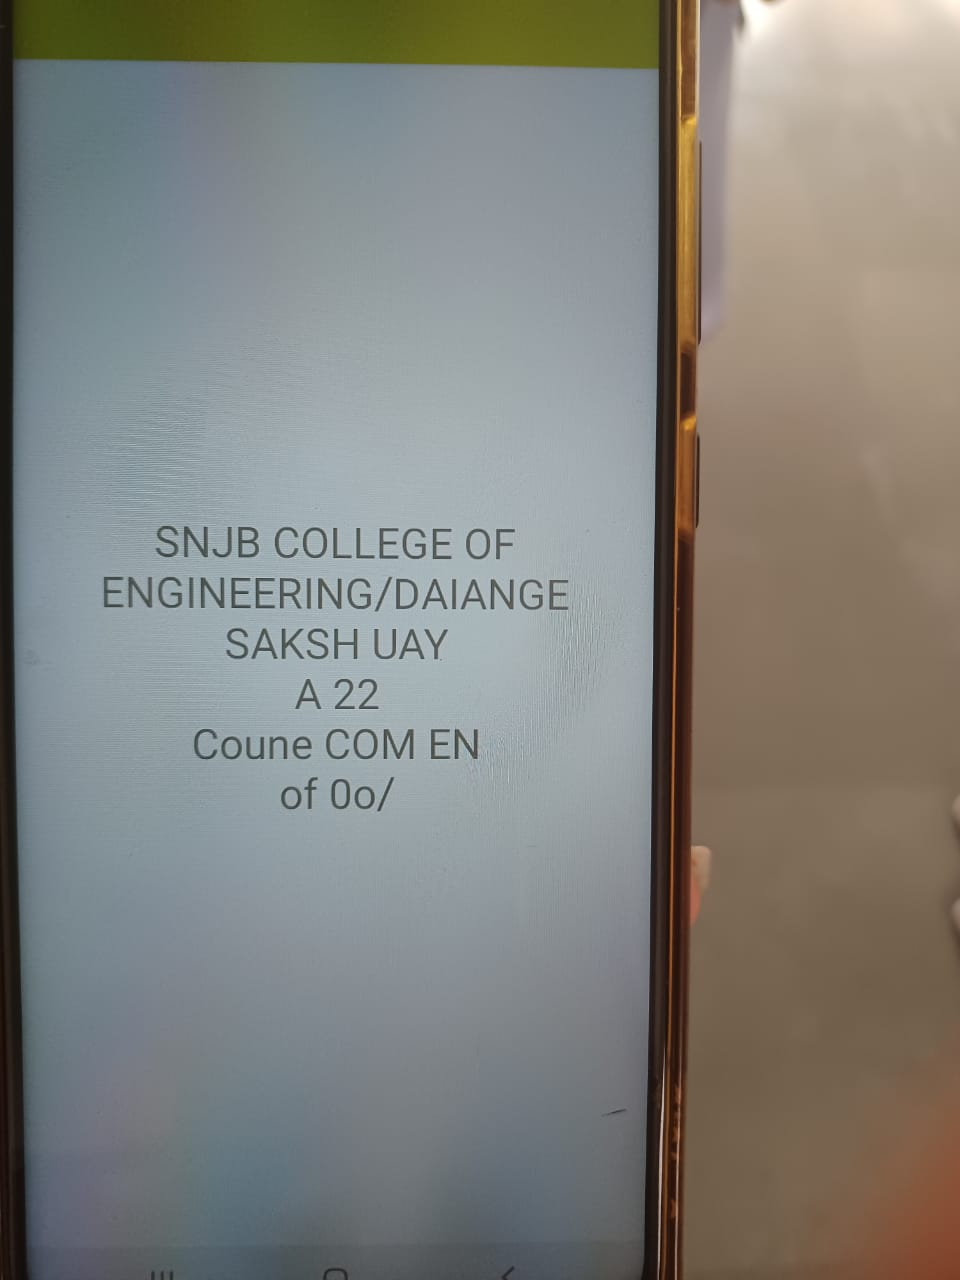 SNJB COLLEGE OF
ENGINEERING/DAIANGE
SAKSH UAY
A 22
Coune COM EN
of 0o/